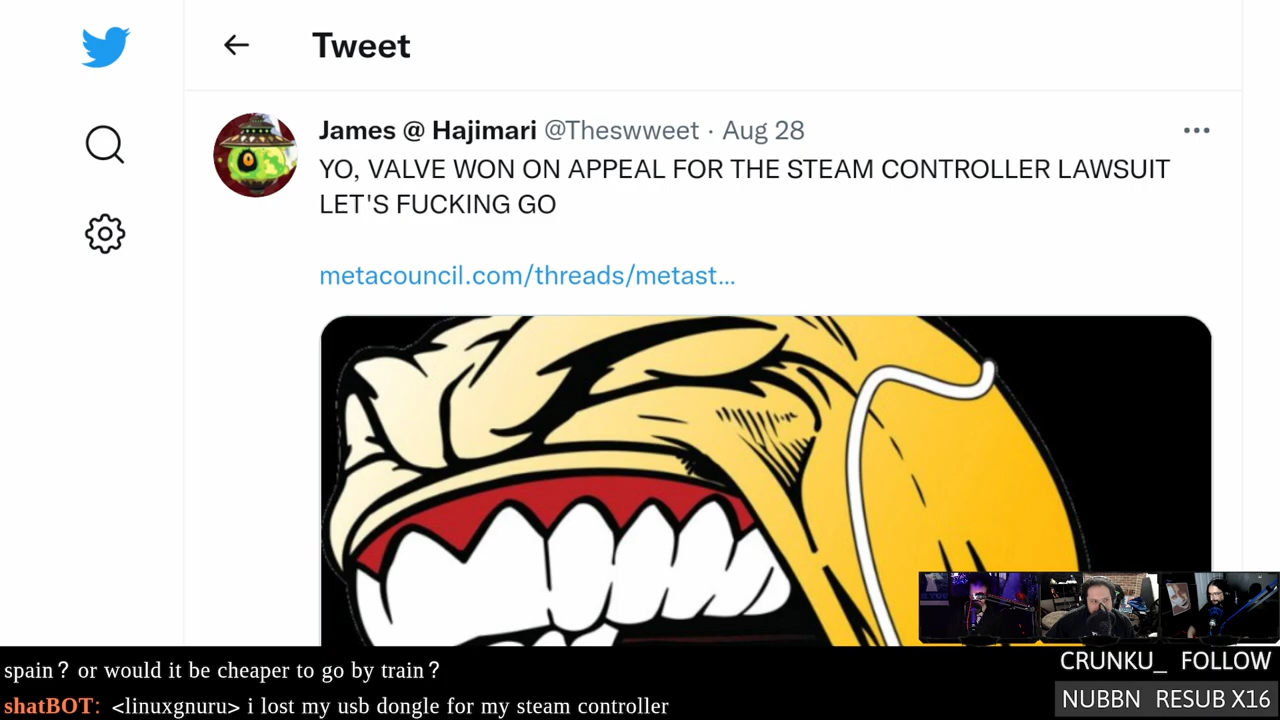 Tweet
James @ Hajimari @Theswweet · Aug 28
YO, VALVE WON ON APPEAL FOR THE STEAM CONTROLLER LAWSUIT
LET'S FUCKING GO
metacouncil.com/threads/metast…
spain? or would it be cheaper to go by train?
shatBOT: <linuxgnuru> i lost my usb dongle for my steam controller
CRUNKU_ FOLLOW
NUBBN RESUB X16